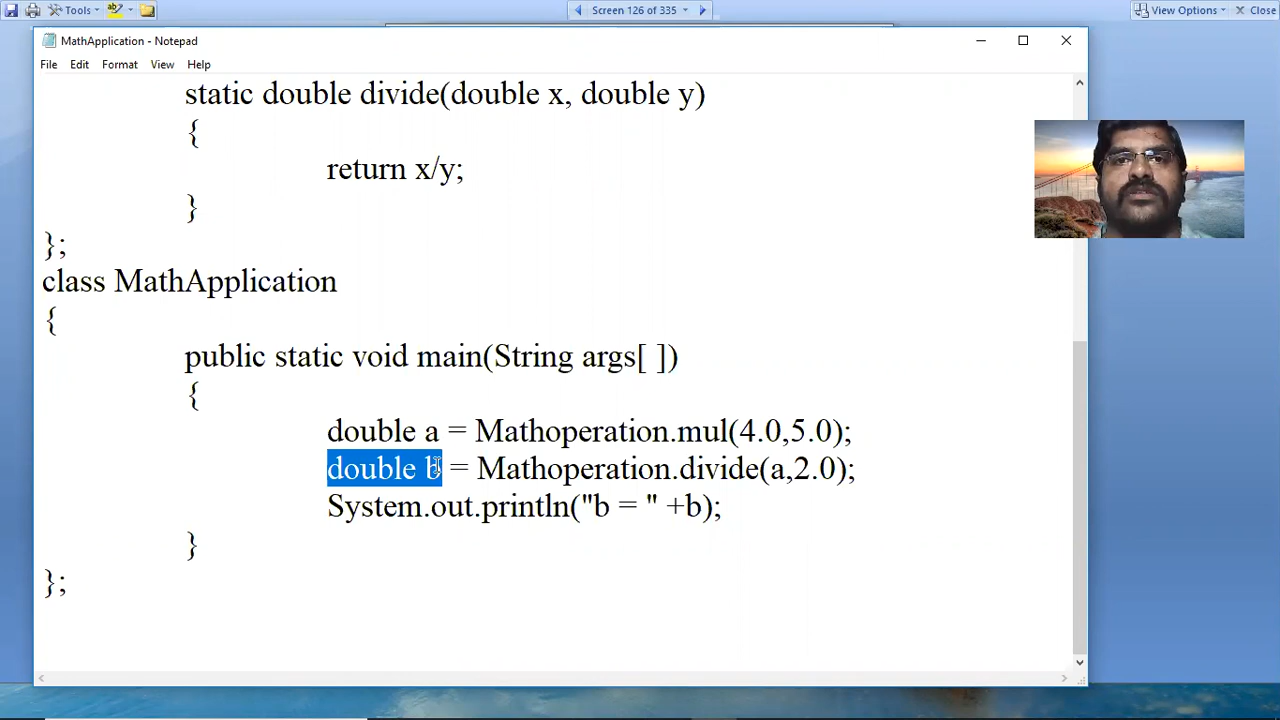 Tools
Screen 126 of 335
View Options
Close
MathApplication - Notepad
File Edit Format View Help
static double divide(double x, double y)
{
return x/y;
}
};
class MathApplication
{
public static void main(String args[ ])
{
double a = Mathoperation.mul(4.0,5.0);
double b = Mathoperation.divide(a,2.0);
System.out.println("b = " +b);
}
};